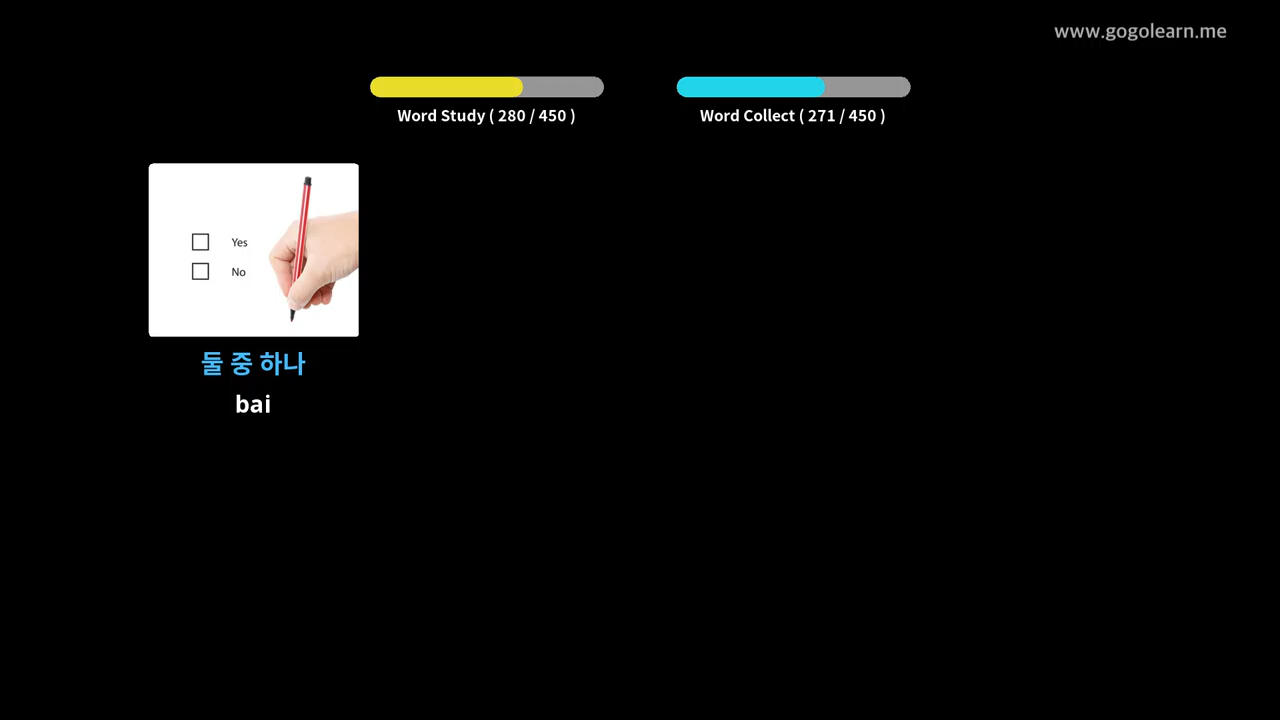 www.gogolearn.me
Word Study ( 280 / 450 )
Word Collect ( 271 / 450 )
Yes
No
둘 중 하나
bai